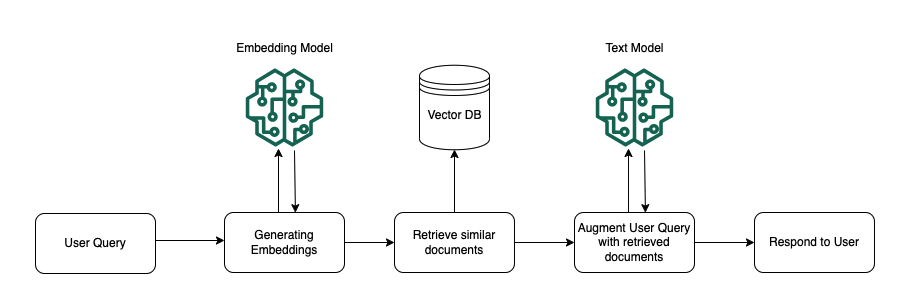 Embedding Model
Text Model
Vector DB
User Query
Generating
Embeddings
Retrieve similar
documents
Augment User Query
with retrieved
documents
Respond to User